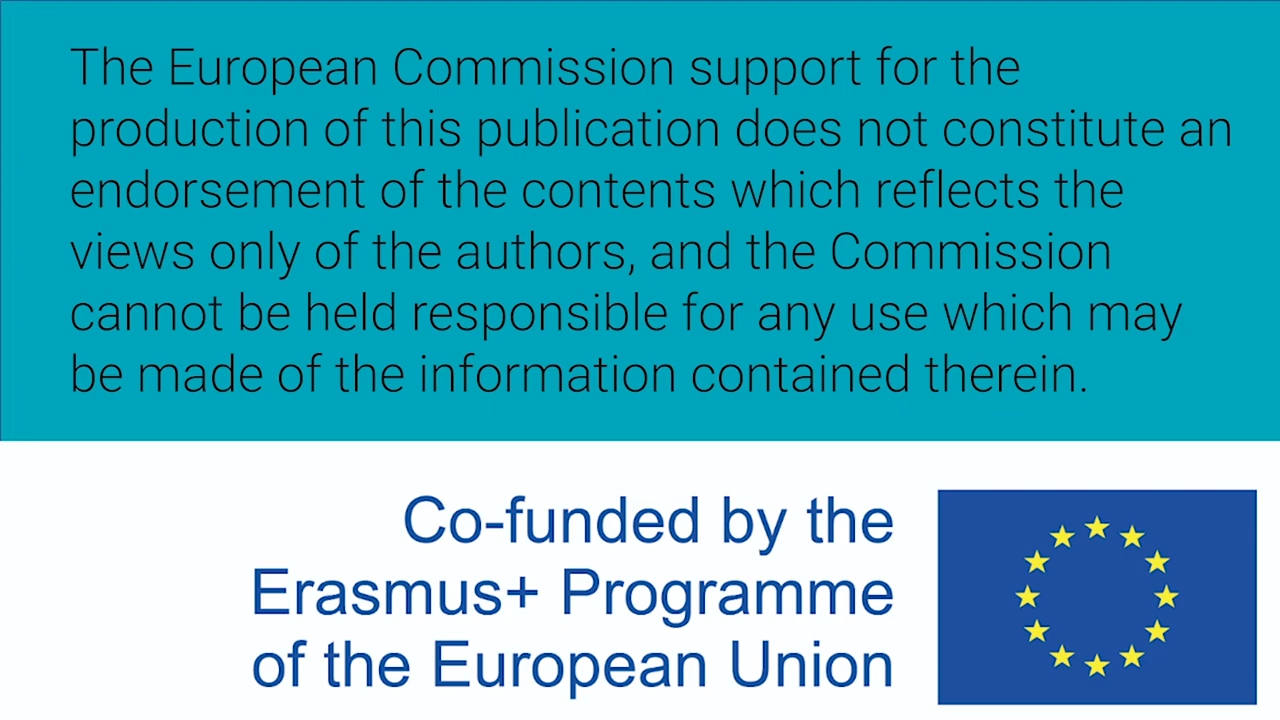 The European Commission support for the
production of this publication does not constitute an
endorsement of the contents which reflects the
views only of the authors, and the Commission
cannot be held responsible for any use which may
be made of the information contained therein.
Co-funded by the
Erasmus+ Programme
of the European Union